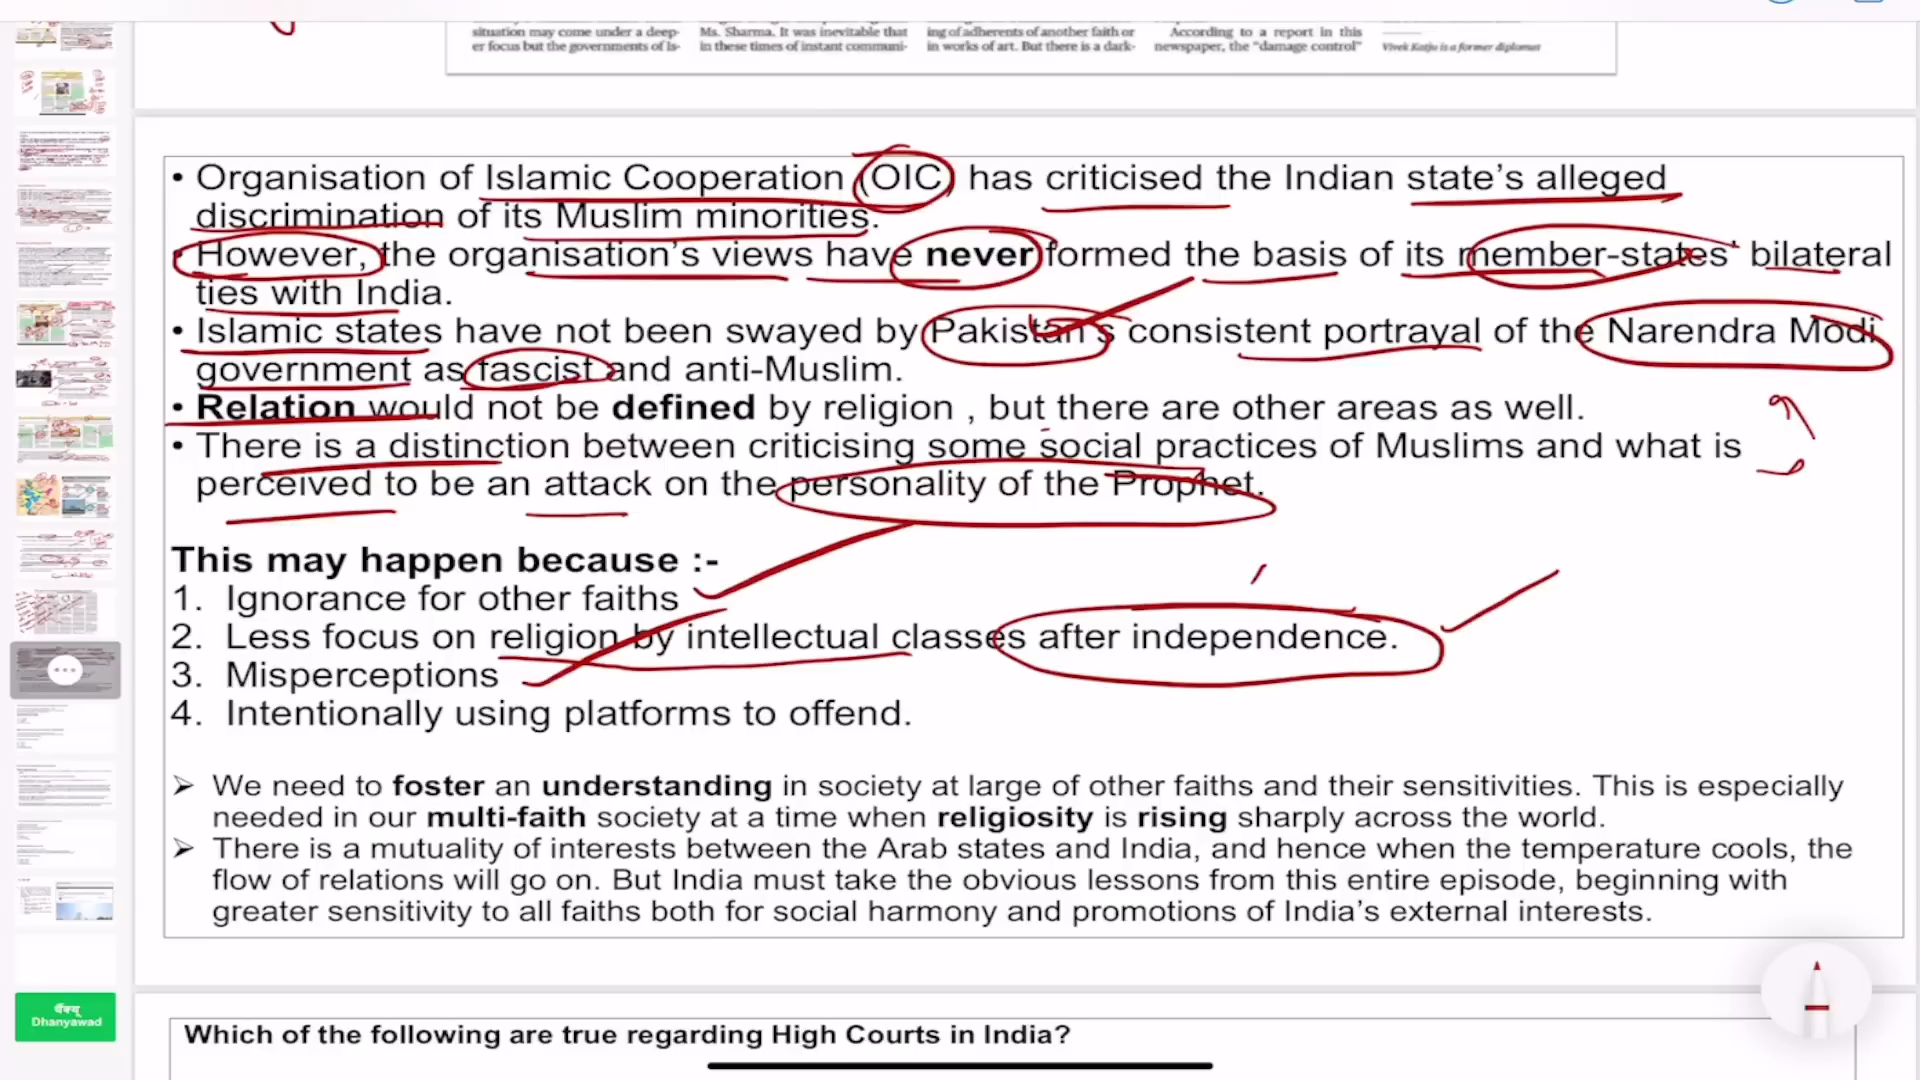 situation may come under a deep-
er focus but the governments of Is-
Ms. Sharma. It was inevitable that
in these times of instant communi-
ing of adherents of another faith or
in works of art. But there is a dark-
According to a report in this
newspaper, the "damage control"
Vivek Katju is a former diplomat
• Organisation of Islamic Cooperation (OIC) has criticised the Indian state's alleged
discrimination of its Muslim minorities.
• However, the organisation's views have never formed the basis of its member-states' bilateral
ties with India.
• Islamic states have not been swayed by Pakistan's consistent portrayal of the Narendra Modi
government as fascist and anti-Muslim.
• Relation would not be defined by religion , but there are other areas as well.
• There is a distinction between criticising some social practices of Muslims and what is
perceived to be an attack on the personality of the Prophet.
This may happen because :-
1. Ignorance for other faiths
2. Less focus on religion by intellectual classes after independence.
3. Misperceptions
4. Intentionally using platforms to offend.
➢ We need to foster an understanding in society at large of other faiths and their sensitivities. This is especially
needed in our multi-faith society at a time when religiosity is rising sharply across the world.
➢ There is a mutuality of interests between the Arab states and India, and hence when the temperature cools, the
flow of relations will go on. But India must take the obvious lessons from this entire episode, beginning with
greater sensitivity to all faiths both for social harmony and promotions of India's external interests.
थैंक्यू
Dhanyawad
Which of the following are true regarding High Courts in India?